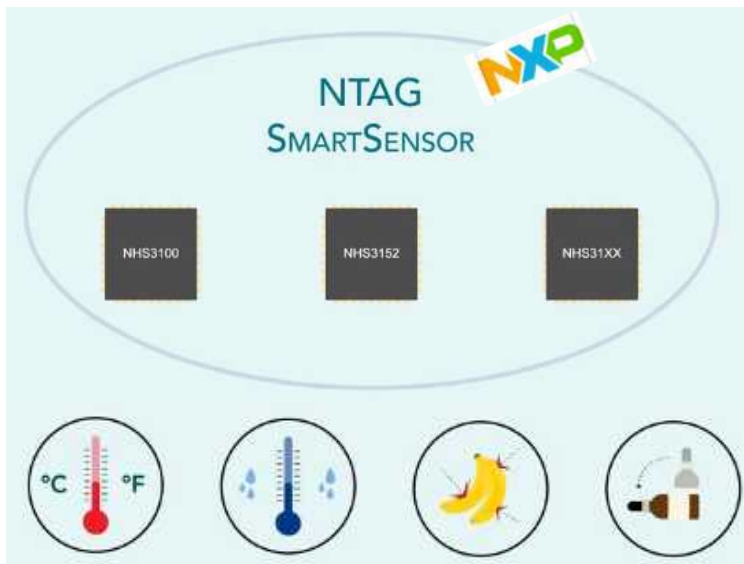 NXP
NTAG
SMARTSENSOR
NHS3100 NHS3152 NHS31XX
°C °F